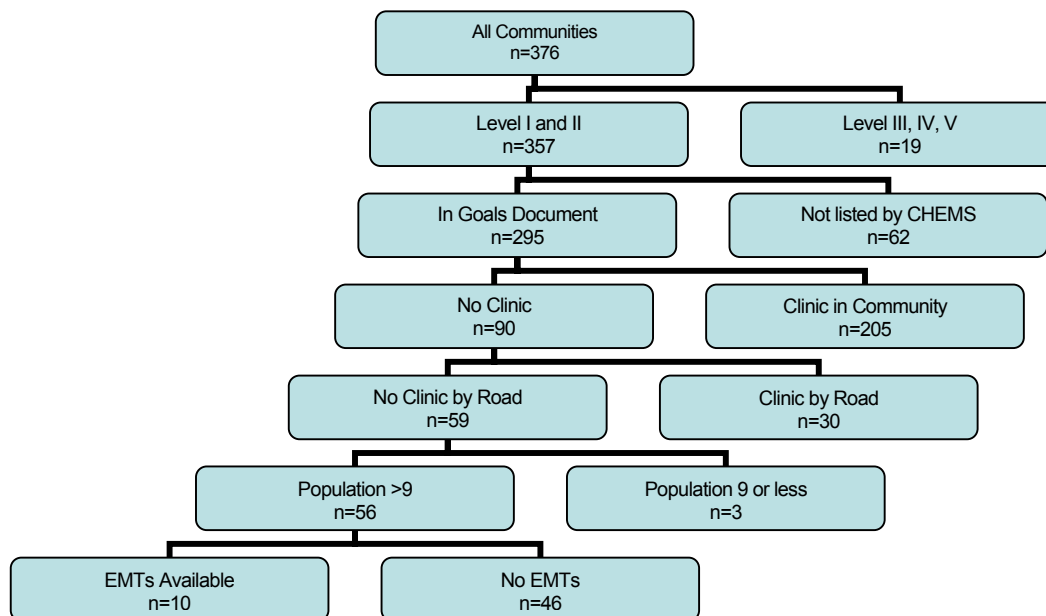 All Communities
n=376
Level I and II
n=357
Level III, IV, V
n=19
In Goals Document
n=295
Not listed by CHEMS
n=62
No Clinic
n=90
Clinic in Community
n=205
No Clinic by Road
n=59
Clinic by Road
n=30
Population >9
n=56
Population 9 or less
n=3
EMTs Available
n=10
No EMTs
n=46